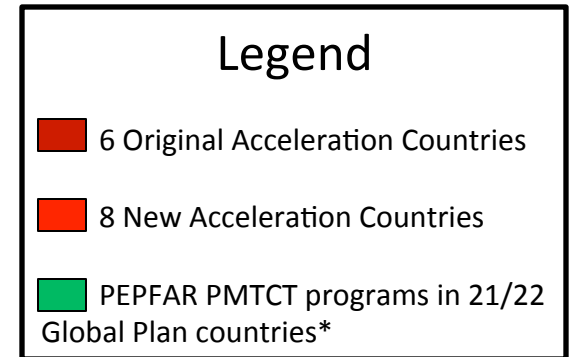 Legend
6 Original Acceleration Countries
8 New Acceleration Countries
PEPFAR PMTCT programs in 21/22
Global Plan countries*